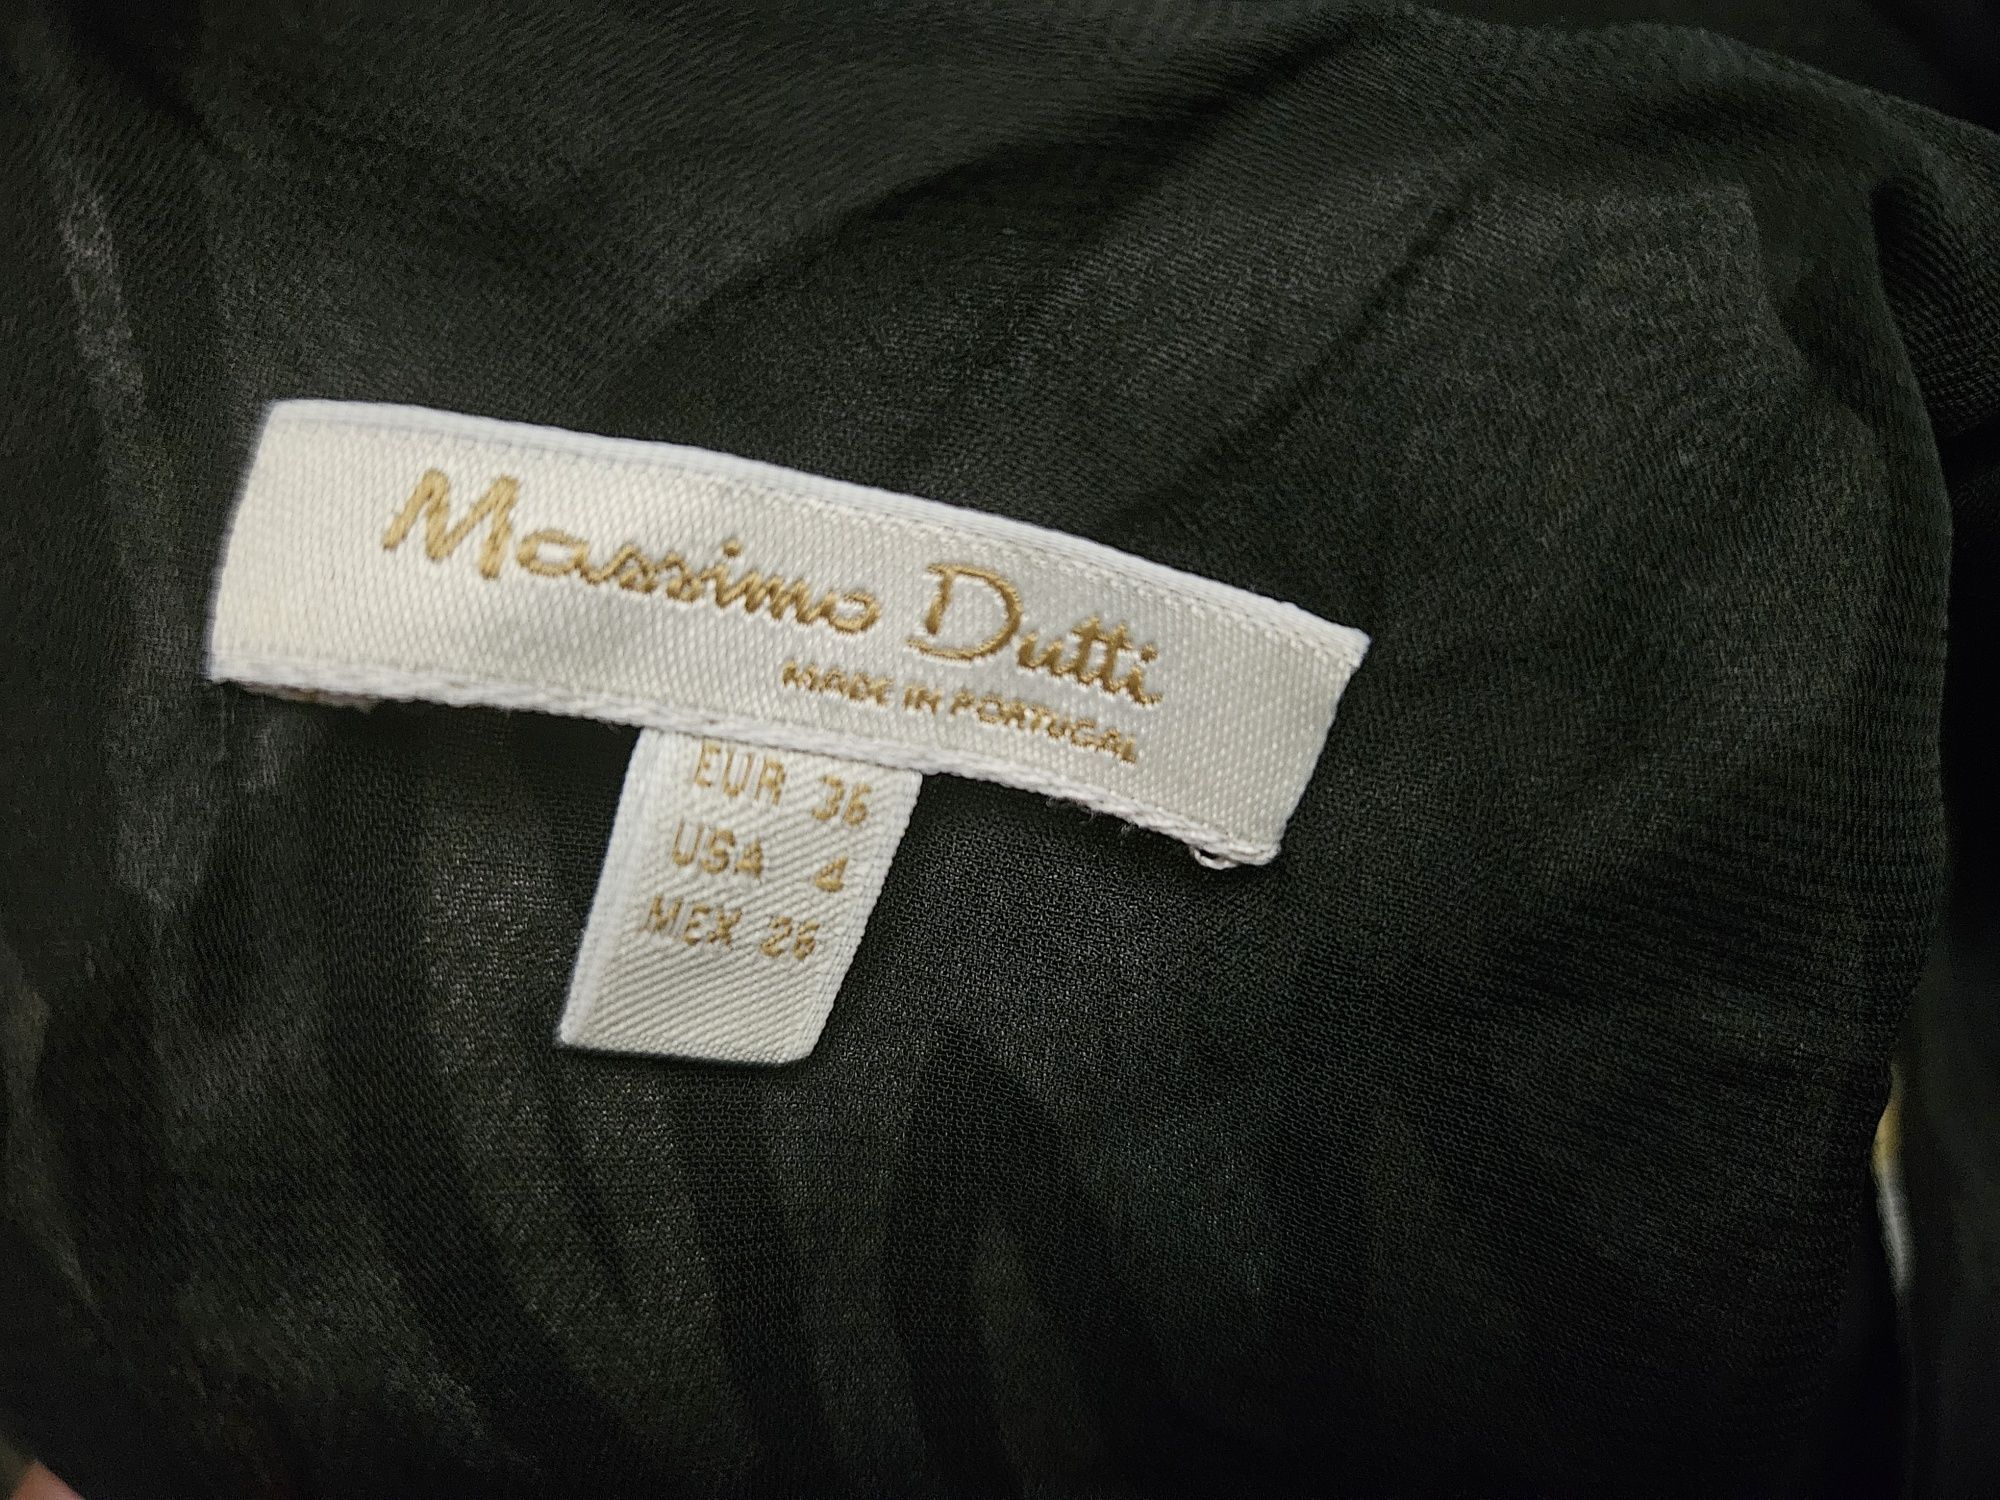 Massimo Dutti
MADE IN PORTUGAL
EUR 36
USA 4
MEX 26